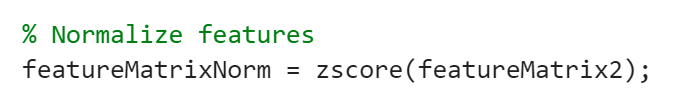 % Normalize features
featureMatrixNorm = zscore(featureMatrix2);